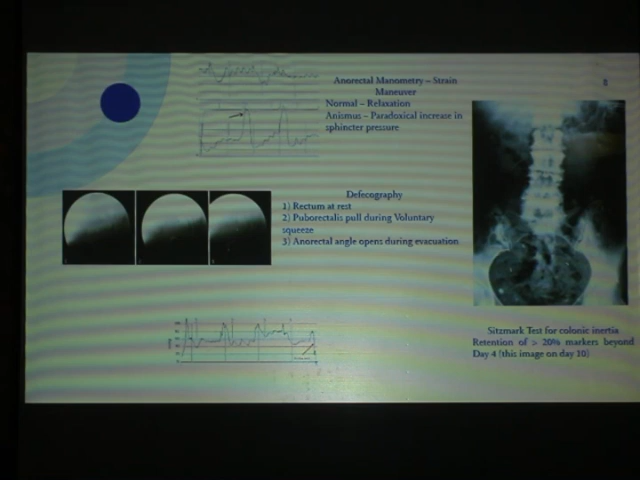 8
Anorectal Manometry – Strain
Maneuver
Normal – Relaxation
Anismus – Paradoxical increase in
sphincter pressure
Defecography
1) Rectum at rest
2) Puborectalis pull during Voluntary
squeeze
3) Anorectal angle opens during evacuation
Sitzmark Test for colonic inertia
Retention of > 20% markers beyond
Day 4 (this image on day 10)